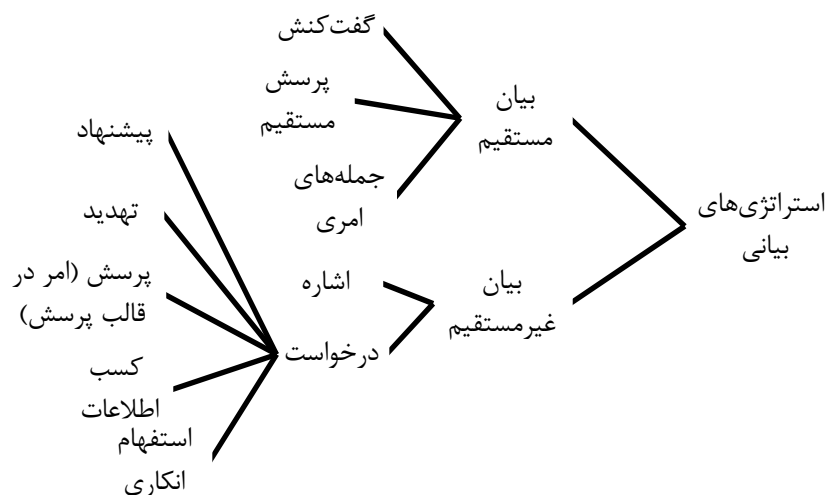 استراتژی‌های
بیانی
بیان
مستقیم
گفت‌کنش
پرسش
مستقیم
جمله‌های
امری
بیان
غیرمستقیم
اشاره
درخواست
پیشنهاد
تهدید
پرسش (امر در
قالب پرسش)
کسب
اطلاعات
استفهام
انکاری